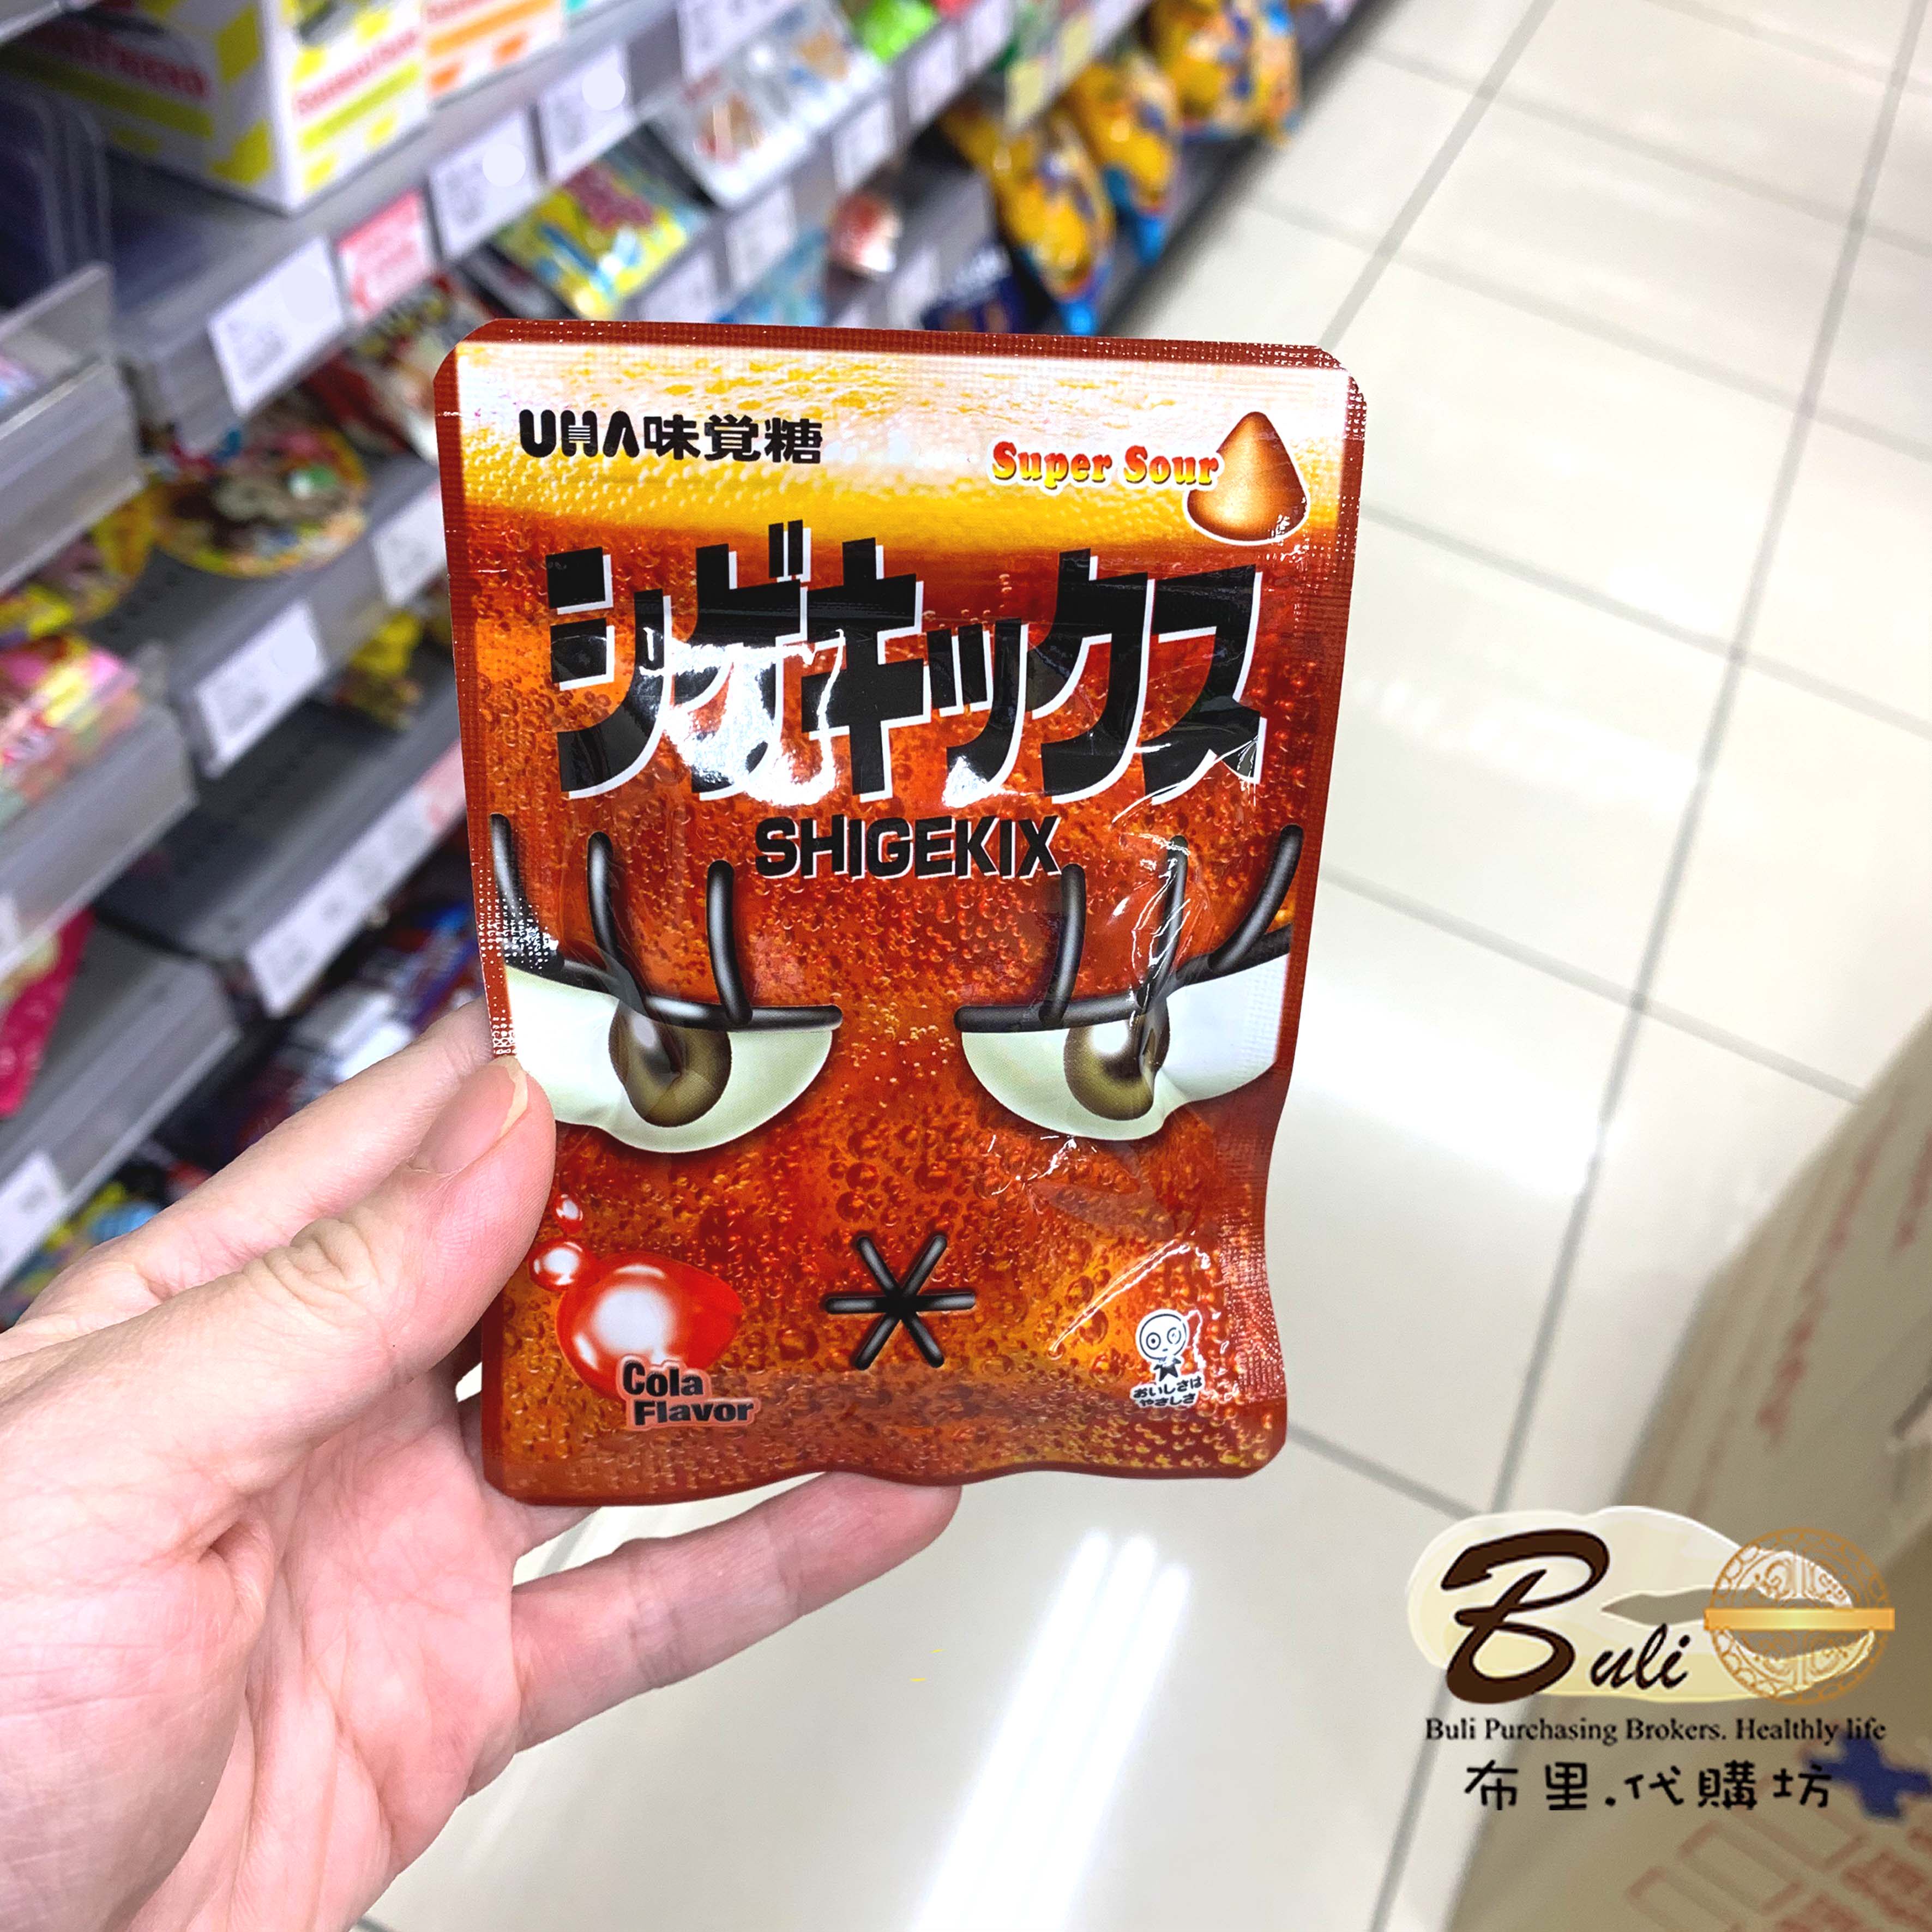 UHA味覚糖
Super Sour
シゲキックス
SHIGEKIX
Cola
Flavor
おいしさは
やさしさ
Buli
Buli Purchasing Brokers. Healthly life
布里.代購坊